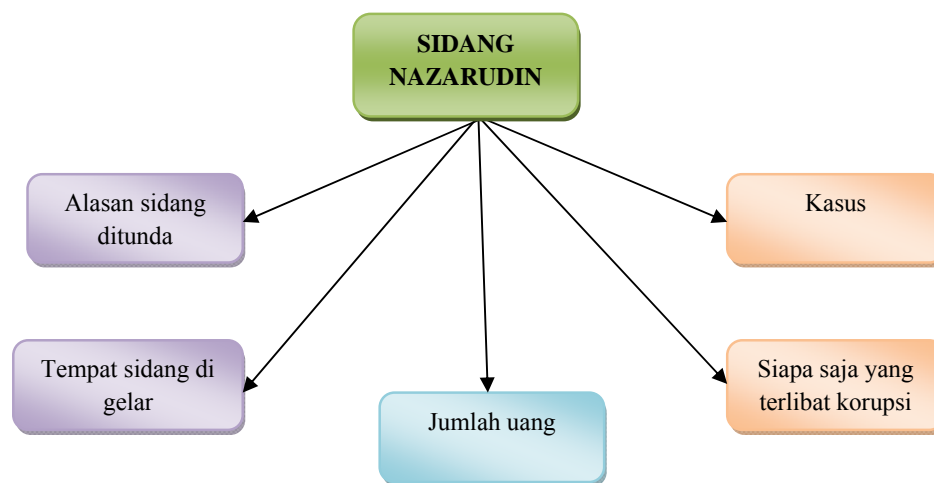 SIDANG
NAZARUDIN
Alasan sidang
ditunda
Kasus
Tempat sidang di
gelar
Jumlah uang
Siapa saja yang
terlibat korupsi